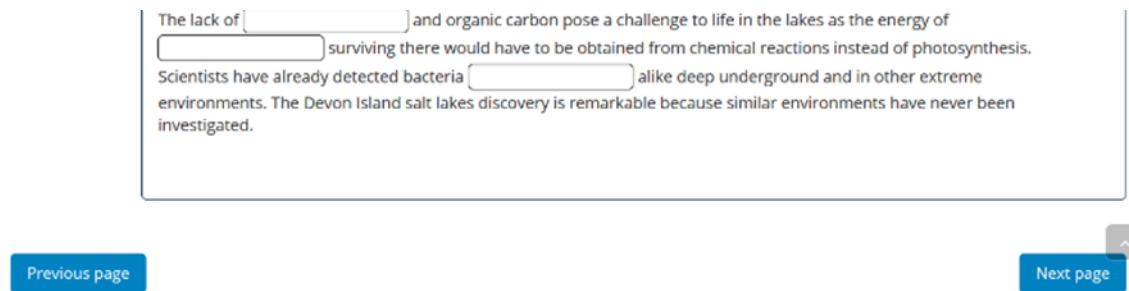 The lack of and organic carbon pose a challenge to life in the lakes as the energy of
surviving there would have to be obtained from chemical reactions instead of photosynthesis.
Scientists have already detected bacteria alike deep underground and in other extreme
environments. The Devon Island salt lakes discovery is remarkable because similar environments have never been
investigated.
Previous page
Next page